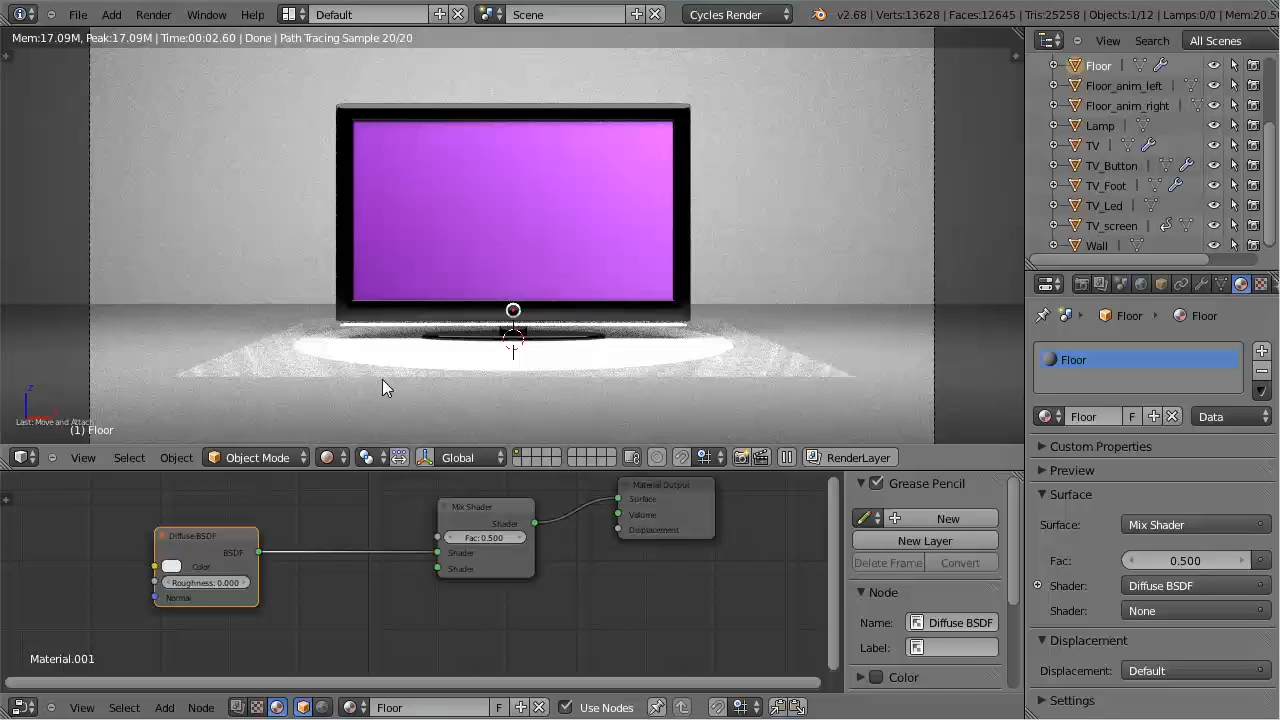 File Add Render Window Help Default Scene Cycles Render v2.68 | Verts:13628 | Faces:12645 | Tris:25258 | Objects:1/12 | Lamps:0/0 | Mem:20.5
Mem:17.09M, Peak:17.09M | Time:00:02.60 | Done | Path Tracing Sample 20/20
View Search All Scenes
Floor
Floor_anim_left
Floor_anim_right
Lamp
TV
TV_Button
TV_Foot
TV_Led
TV_screen
Wall
Floor Floor
Floor
Floor F Data
Custom Properties
Preview
Surface
Surface: Mix Shader
Fac: 0.500
Shader: Diffuse BSDF
Shader: None
Displacement
Displacement: Default
Settings
z
Last: Move and Attach
(1) Floor
View Select Object Object Mode Global RenderLayer
Diffuse BSDF
BSDF
Color
Roughness: 0.000
Normal
Mix Shader
Shader
Fac: 0.500
Shader
Shader
Material Output
Surface
Volume
Displacement
Material.001
Grease Pencil
New
New Layer
Delete Frame Convert
Node
Name: Diffuse BSDF
Label:
Color
View Select Add Node Floor F Use Nodes